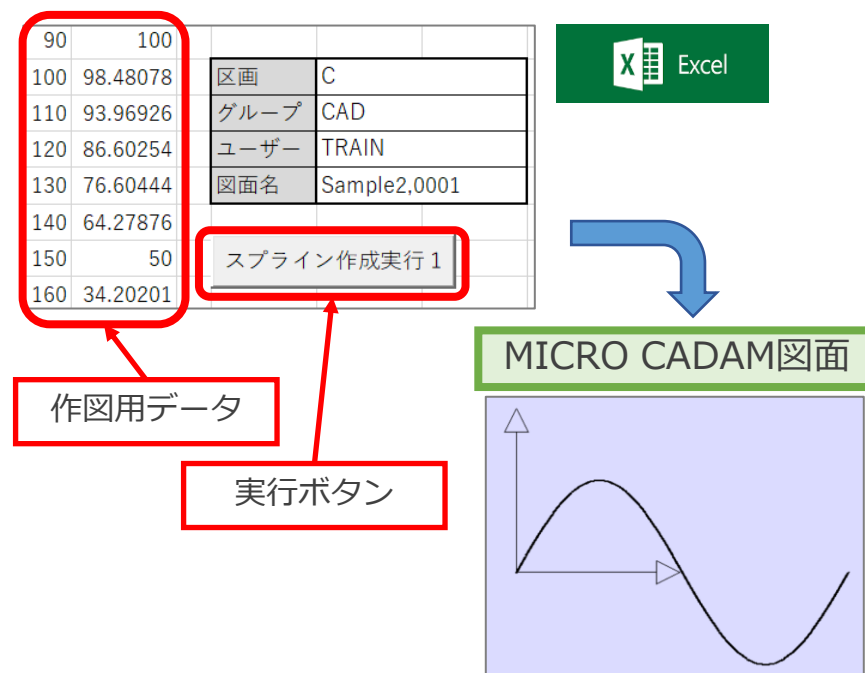 90 100
100 98.48078 区画 C
110 93.96926 グループ CAD
120 86.60254 ユーザー TRAIN
130 76.60444 図面名 Sample2,0001
140 64.27876
150 50 スプライン作成実行1
160 34.20201
X Excel
作図用データ
実行ボタン
MICRO CADAM図面